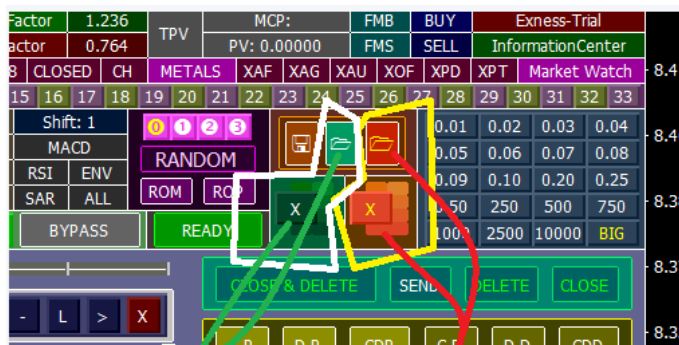 Factor 1.236 TPV MCP: FMB BUY Exness-Trial
actor 0.764 PV: 0.00000 FMS SELL InformationCenter
8 CLOSED CH METALS XAF XAG XAU XOF XPD XPT Market Watch 8.4
15 16 17 18 19 20 21 22 23 24 25 26 27 28 29 30 31 32 33
Shift: 1 0 1 2 3 0.01 0.02 0.03 0.04 8.4
MACD RANDOM 0.05 0.06 0.07 0.08
RSI ENV 0.09 0.10 0.20 0.25
SAR ALL ROM ROP X X 50 250 500 750 8.38
BYPASS READY 1000 2500 10000 BIG
CLOSE & DELETE SEND DELETE CLOSE 8.37
- L > X
8.3